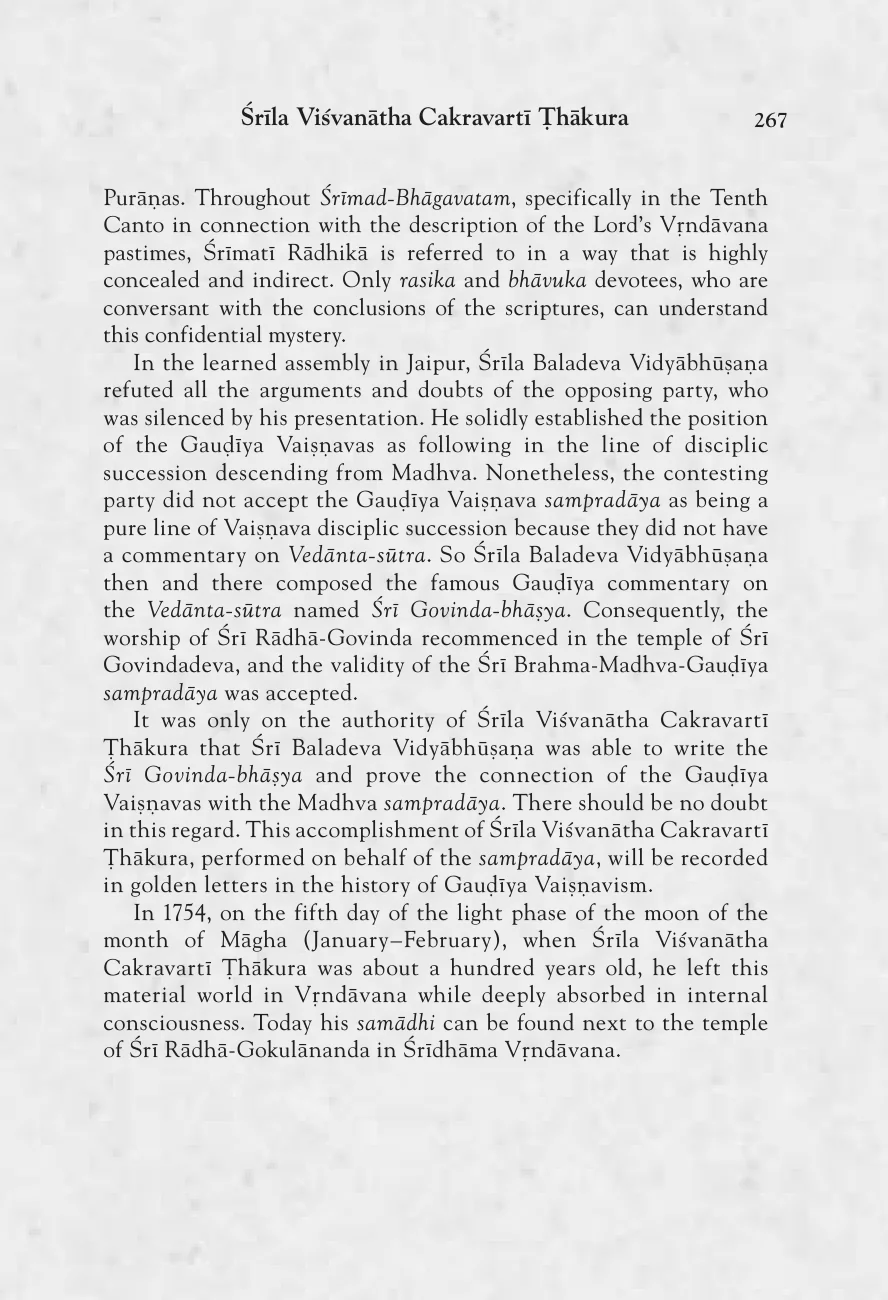 Śrīla Viśvanātha Cakravartī Ṭhākura 267
Purāṇas. Throughout Śrīmad-Bhāgavatam, specifically in the Tenth
Canto in connection with the description of the Lord’s Vṛndāvana
pastimes, Śrīmatī Rādhikā is referred to in a way that is highly
concealed and indirect. Only rasika and bhāvuka devotees, who are
conversant with the conclusions of the scriptures, can understand
this confidential mystery.
In the learned assembly in Jaipur, Śrīla Baladeva Vidyābhūṣaṇa
refuted all the arguments and doubts of the opposing party, who
was silenced by his presentation. He solidly established the position
of the Gauḍīya Vaiṣṇavas as following in the line of disciplic
succession descending from Madhva. Nonetheless, the contesting
party did not accept the Gauḍīya Vaiṣṇava sampradāya as being a
pure line of Vaiṣṇava disciplic succession because they did not have
a commentary on Vedānta-sūtra. So Śrīla Baladeva Vidyābhūṣaṇa
then and there composed the famous Gauḍīya commentary on
the Vedānta-sūtra named Śrī Govinda-bhāṣya. Consequently, the
worship of Śrī Rādhā-Govinda recommenced in the temple of Śrī
Govindadeva, and the validity of the Śrī Brahma-Madhva-Gauḍīya
sampradāya was accepted.
It was only on the authority of Śrīla Viśvanātha Cakravartī
Ṭhākura that Śrī Baladeva Vidyābhūṣaṇa was able to write the
Śrī Govinda-bhāṣya and prove the connection of the Gauḍīya
Vaiṣṇavas with the Madhva sampradāya. There should be no doubt
in this regard. This accomplishment of Śrīla Viśvanātha Cakravartī
Ṭhākura, performed on behalf of the sampradāya, will be recorded
in golden letters in the history of Gauḍīya Vaiṣṇavism.
In 1754, on the fifth day of the light phase of the moon of the
month of Māgha (January–February), when Śrīla Viśvanātha
Cakravartī Ṭhākura was about a hundred years old, he left this
material world in Vṛndāvana while deeply absorbed in internal
consciousness. Today his samādhi can be found next to the temple
of Śrī Rādhā-Gokulānanda in Śrīdhāma Vṛndāvana.